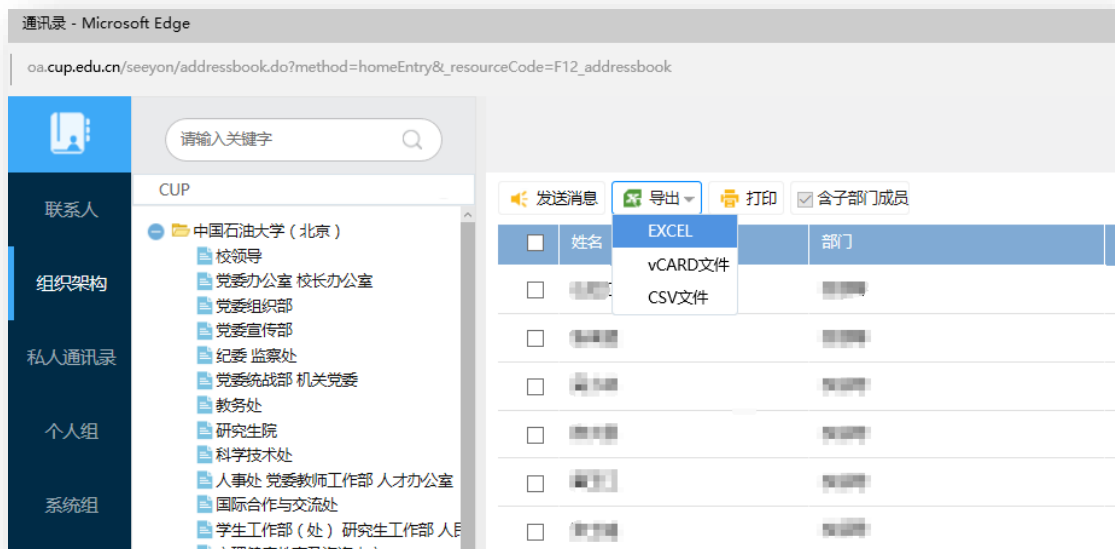 通讯录 - Microsoft Edge
oa.cup.edu.cn/seeyon/addressbook.do?method=homeEntry&_resourceCode=F12_addressbook
请输入关键字
联系人
组织架构
私人通讯录
个人组
系统组
CUP
中国石油大学（北京）
校领导
党委办公室 校长办公室
党委组织部
党委宣传部
纪委 监察处
党委统战部 机关党委
教务处
研究生院
科学技术处
人事处 党委教师工作部 人才办公室
国际合作与交流处
学生工作部（处） 研究生工作部
发送消息 导出 打印 含子部门成员
EXCEL
vCARD文件
CSV文件
姓名 部门